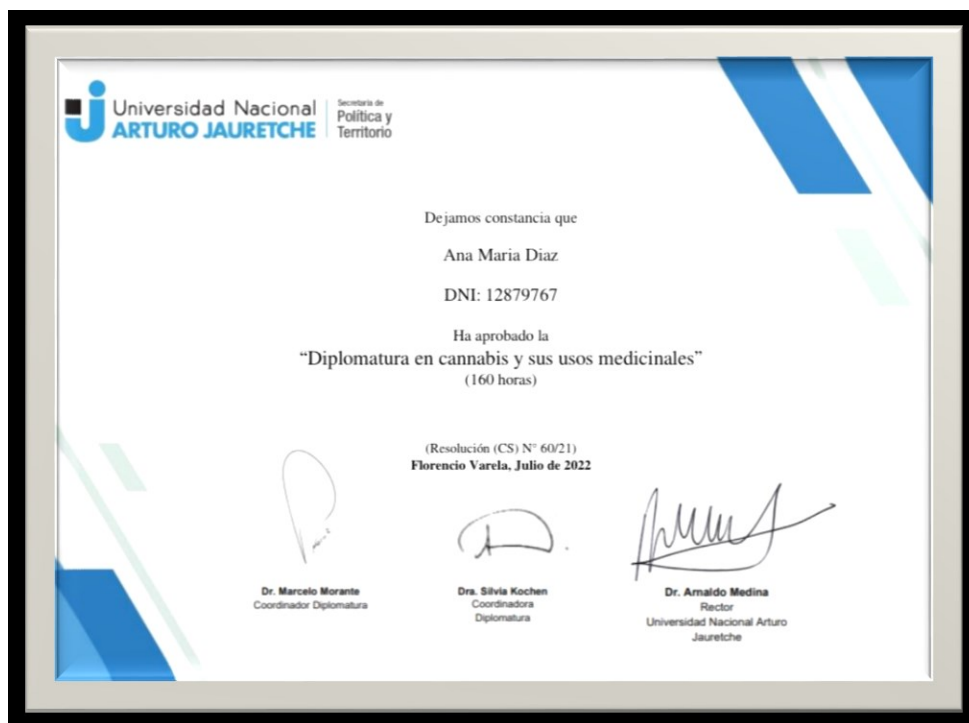 Universidad Nacional
ARTURO JAURETCHE
Secretaría de
Política y
Territorio
Dejamos constancia que
Ana Maria Diaz
DNI: 12879767
Ha aprobado la
“Diplomatura en cannabis y sus usos medicinales”
(160 horas)
(Resolución (CS) N° 60/21)
Florencio Varela, Julio de 2022
Dr. Marcelo Morante
Coordinador Diplomatura
Dra. Silvia Kochen
Coordinadora
Diplomatura
Dr. Arnaldo Medina
Rector
Universidad Nacional Arturo
Jauretche